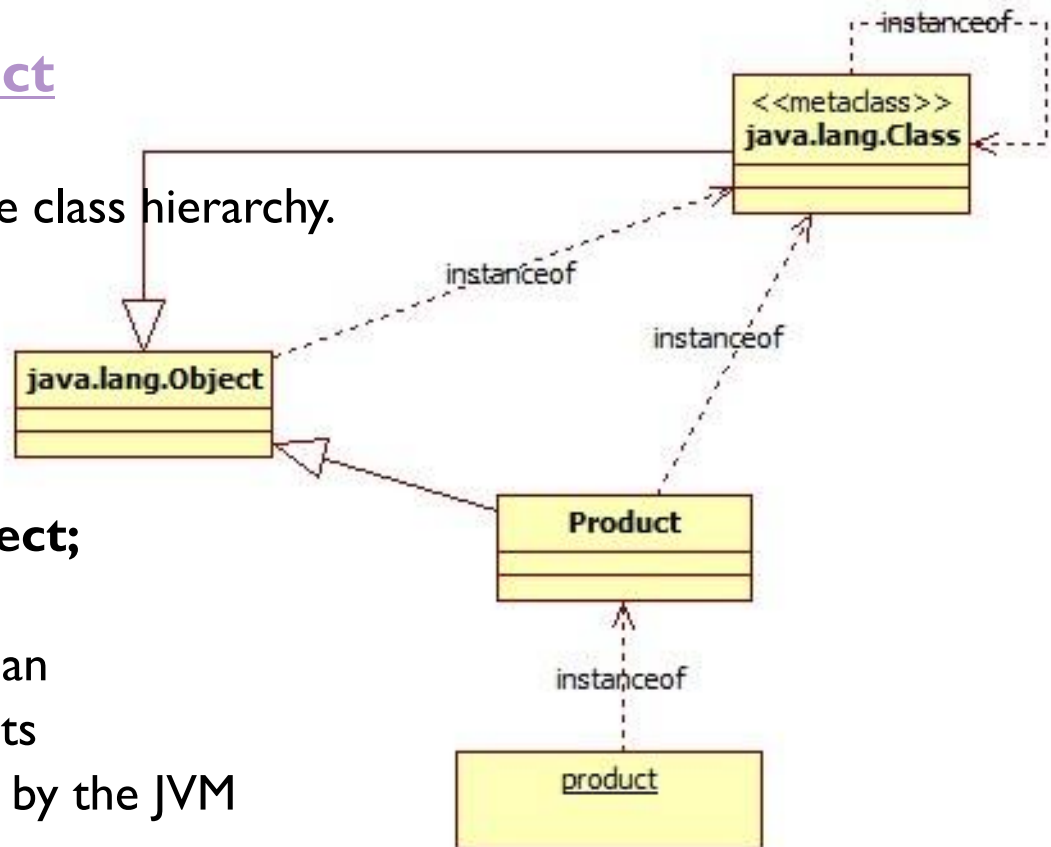 instanceof
ct
<<metaclass>>
java.lang.Class
e class hierarchy.
instanceof
instanceof
java.lang.Object
Product
ect;
an
instanceof
ts
product
by the JVM